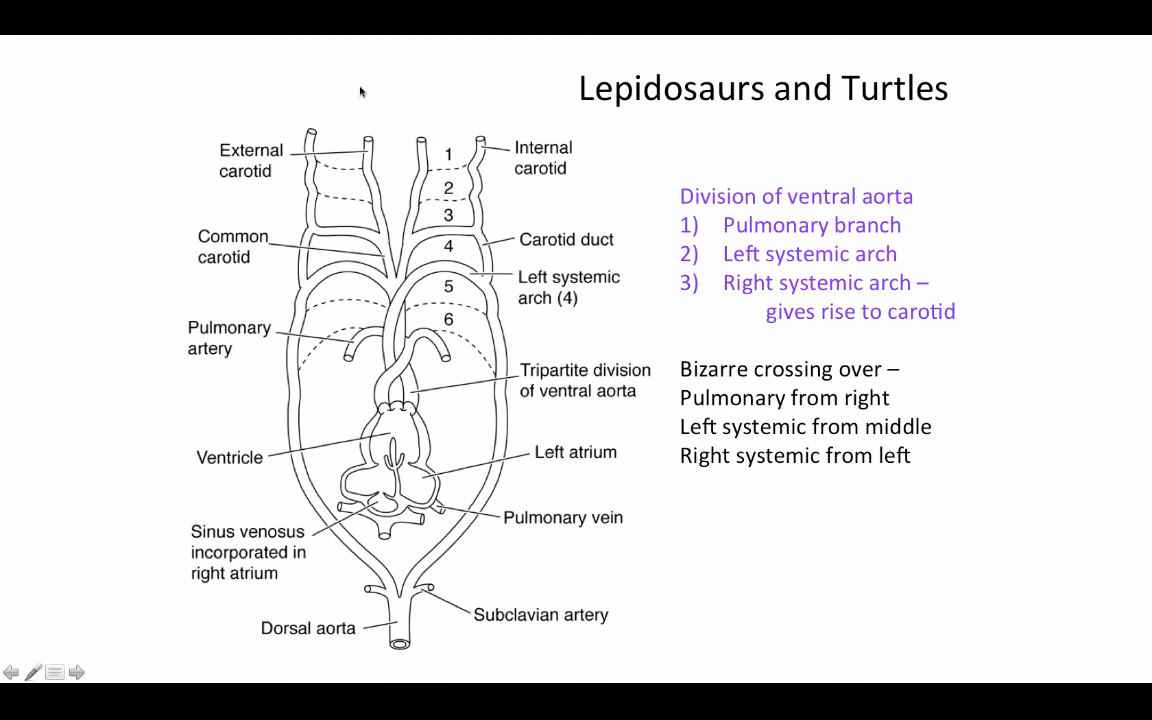 Lepidosaurs and Turtles
External
carotid
Internal
carotid
1
2
3
4
5
6
Common
carotid
Carotid duct
Left systemic
arch (4)
Pulmonary
artery
Tripartite division
of ventral aorta
Ventricle
Left atrium
Pulmonary vein
Sinus venosus
incorporated in
right atrium
Subclavian artery
Dorsal aorta
Division of ventral aorta
1) Pulmonary branch
2) Left systemic arch
3) Right systemic arch –
gives rise to carotid
Bizarre crossing over –
Pulmonary from right
Left systemic from middle
Right systemic from left